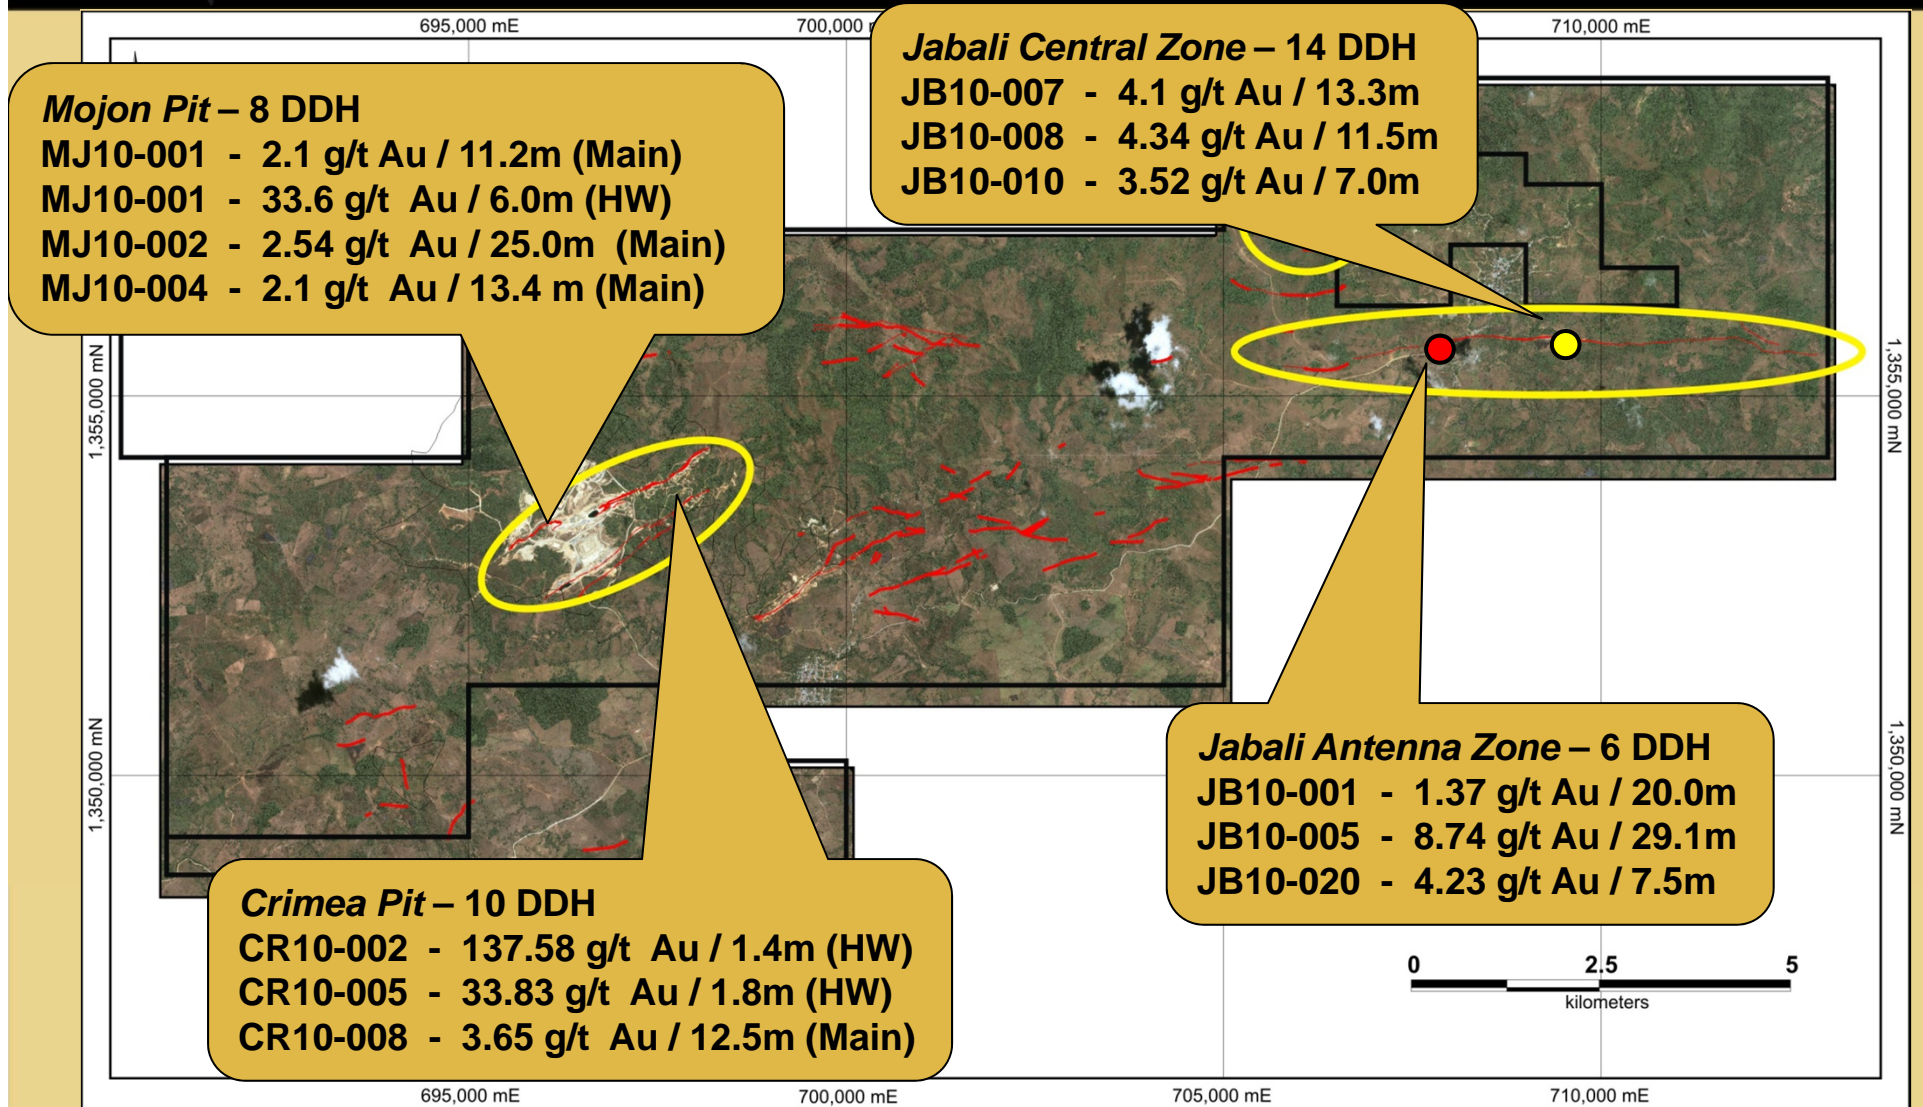 695,000 mE
700,0
710,000 mE
Mojon Pit – 8 DDH
MJ10-001 - 2.1 g/t Au / 11.2m (Main)
MJ10-001 - 33.6 g/t Au / 6.0m (HW)
MJ10-002 - 2.54 g/t Au / 25.0m (Main)
MJ10-004 - 2.1 g/t Au / 13.4 m (Main)
Jabali Central Zone – 14 DDH
JB10-007 - 4.1 g/t Au / 13.3m
JB10-008 - 4.34 g/t Au / 11.5m
JB10-010 - 3.52 g/t Au / 7.0m
1,355,000 mN
1,355,000 mN
1,350,000 mN
1,350,000 mN
Jabali Antenna Zone – 6 DDH
JB10-001 - 1.37 g/t Au / 20.0m
JB10-005 - 8.74 g/t Au / 29.1m
JB10-020 - 4.23 g/t Au / 7.5m
Crimea Pit – 10 DDH
CR10-002 - 137.58 g/t Au / 1.4m (HW)
CR10-005 - 33.83 g/t Au / 1.8m (HW)
CR10-008 - 3.65 g/t Au / 12.5m (Main)
0 2.5 5
kilometers
695,000 mE
700,000 mE
705,000 mE
710,000 mE